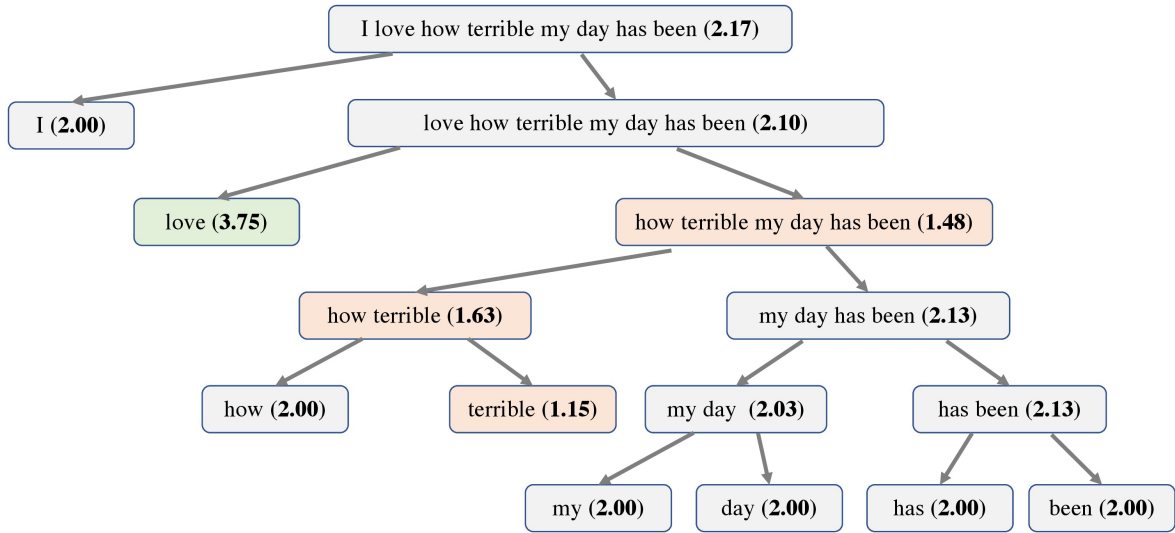 I love how terrible my day has been (2.17)
I (2.00)
love how terrible my day has been (2.10)
love (3.75)
how terrible my day has been (1.48)
how terrible (1.63)
my day has been (2.13)
how (2.00)
terrible (1.15)
my day (2.03)
has been (2.13)
my (2.00)
day (2.00)
has (2.00)
been (2.00)